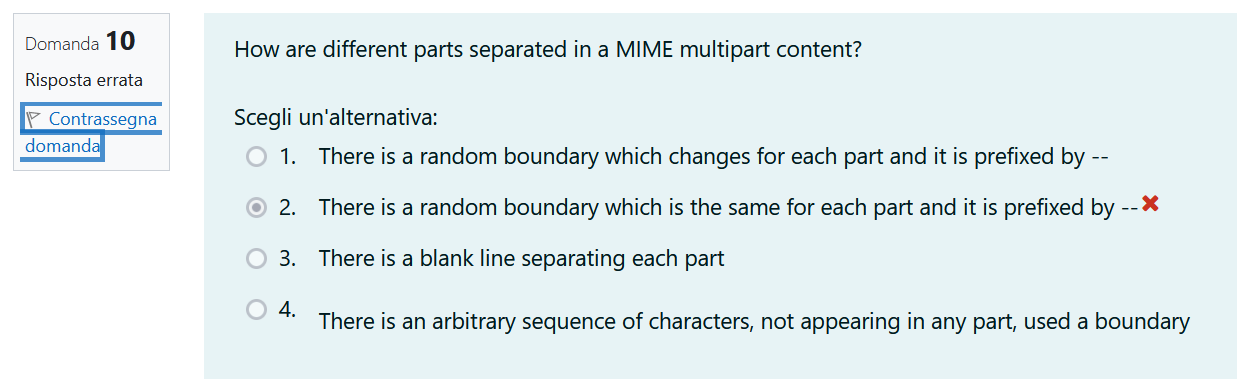 Domanda 10
Risposta errata
Contrassegna
domanda
How are different parts separated in a MIME multipart content?
Scegli un'alternativa:
1. There is a random boundary which changes for each part and it is prefixed by --
2. There is a random boundary which is the same for each part and it is prefixed by --
3. There is a blank line separating each part
4. There is an arbitrary sequence of characters, not appearing in any part, used a boundary